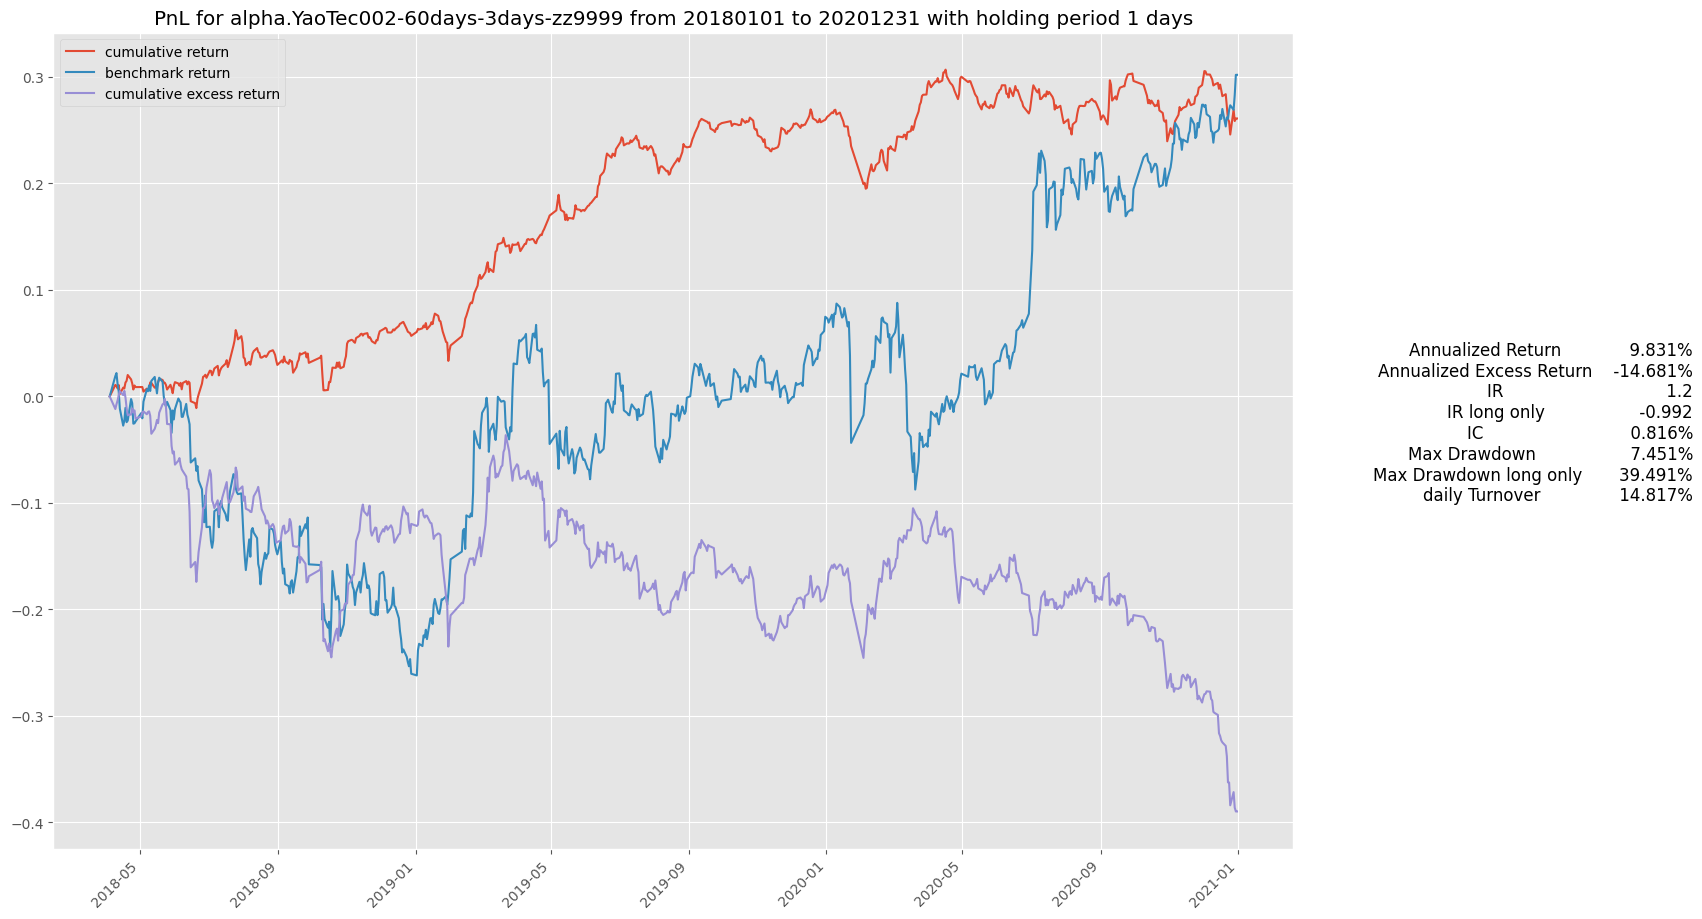 PnL for alpha.YaoTec002-60days-3days-zz9999 from 20180101 to 20201231 with holding period 1 days
cumulative return
benchmark return
cumulative excess return
0.3
0.2
0.1
0.0
−0.1
−0.2
−0.3
−0.4
2018-05
2018-09
2019-01
2019-05
2019-09
2020-01
2020-05
2020-09
2021-01
Annualized Return 9.831%
Annualized Excess Return -14.681%
IR 1.2
IR long only -0.992
IC 0.816%
Max Drawdown 7.451%
Max Drawdown long only 39.491%
daily Turnover 14.817%